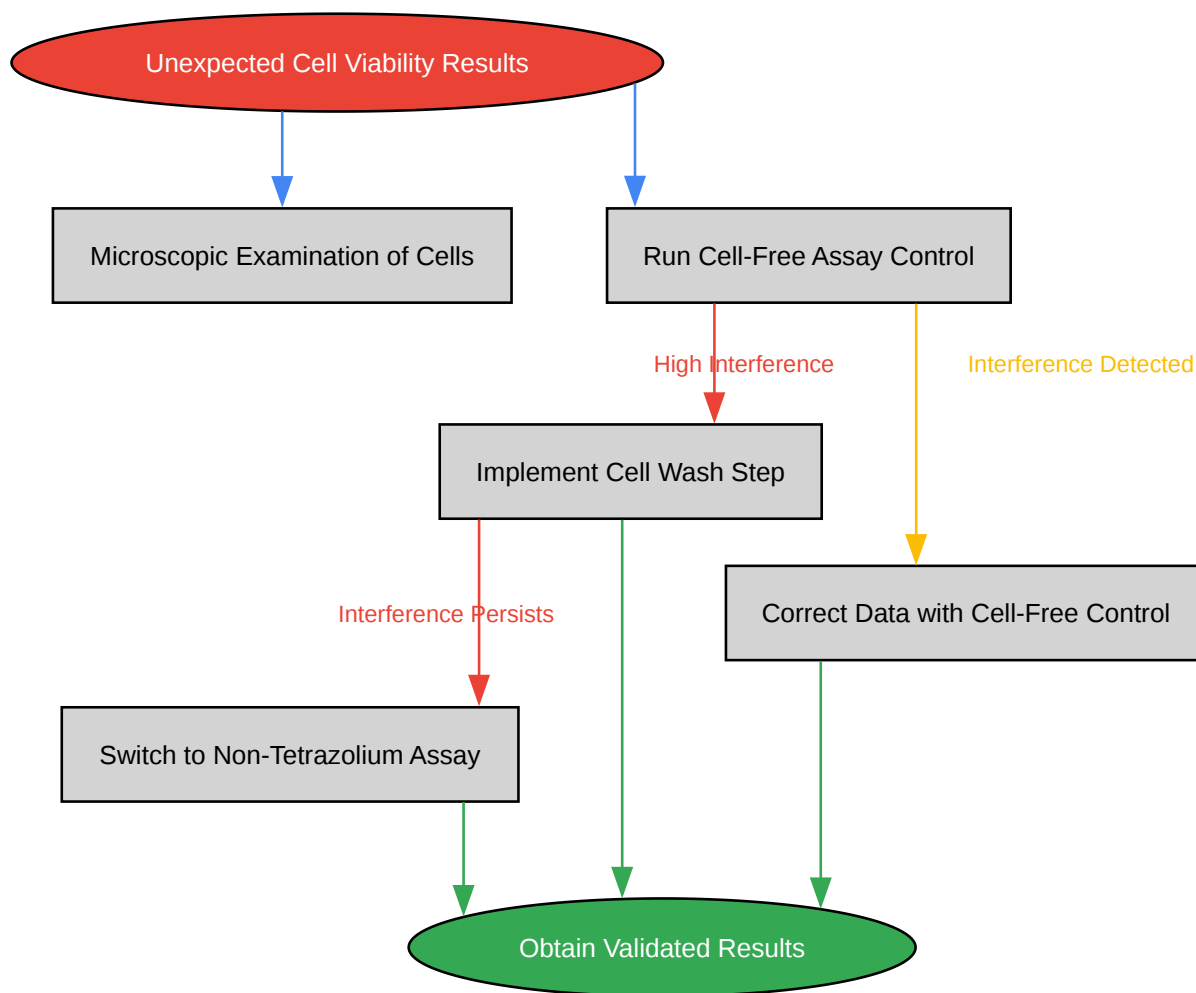 Unexpected Cell Viability Results
Microscopic Examination of Cells
Run Cell-Free Assay Control
High Interference
Interference Detected
Implement Cell Wash Step
Interference Persists
Correct Data with Cell-Free Control
Switch to Non-Tetrazolium Assay
Obtain Validated Results